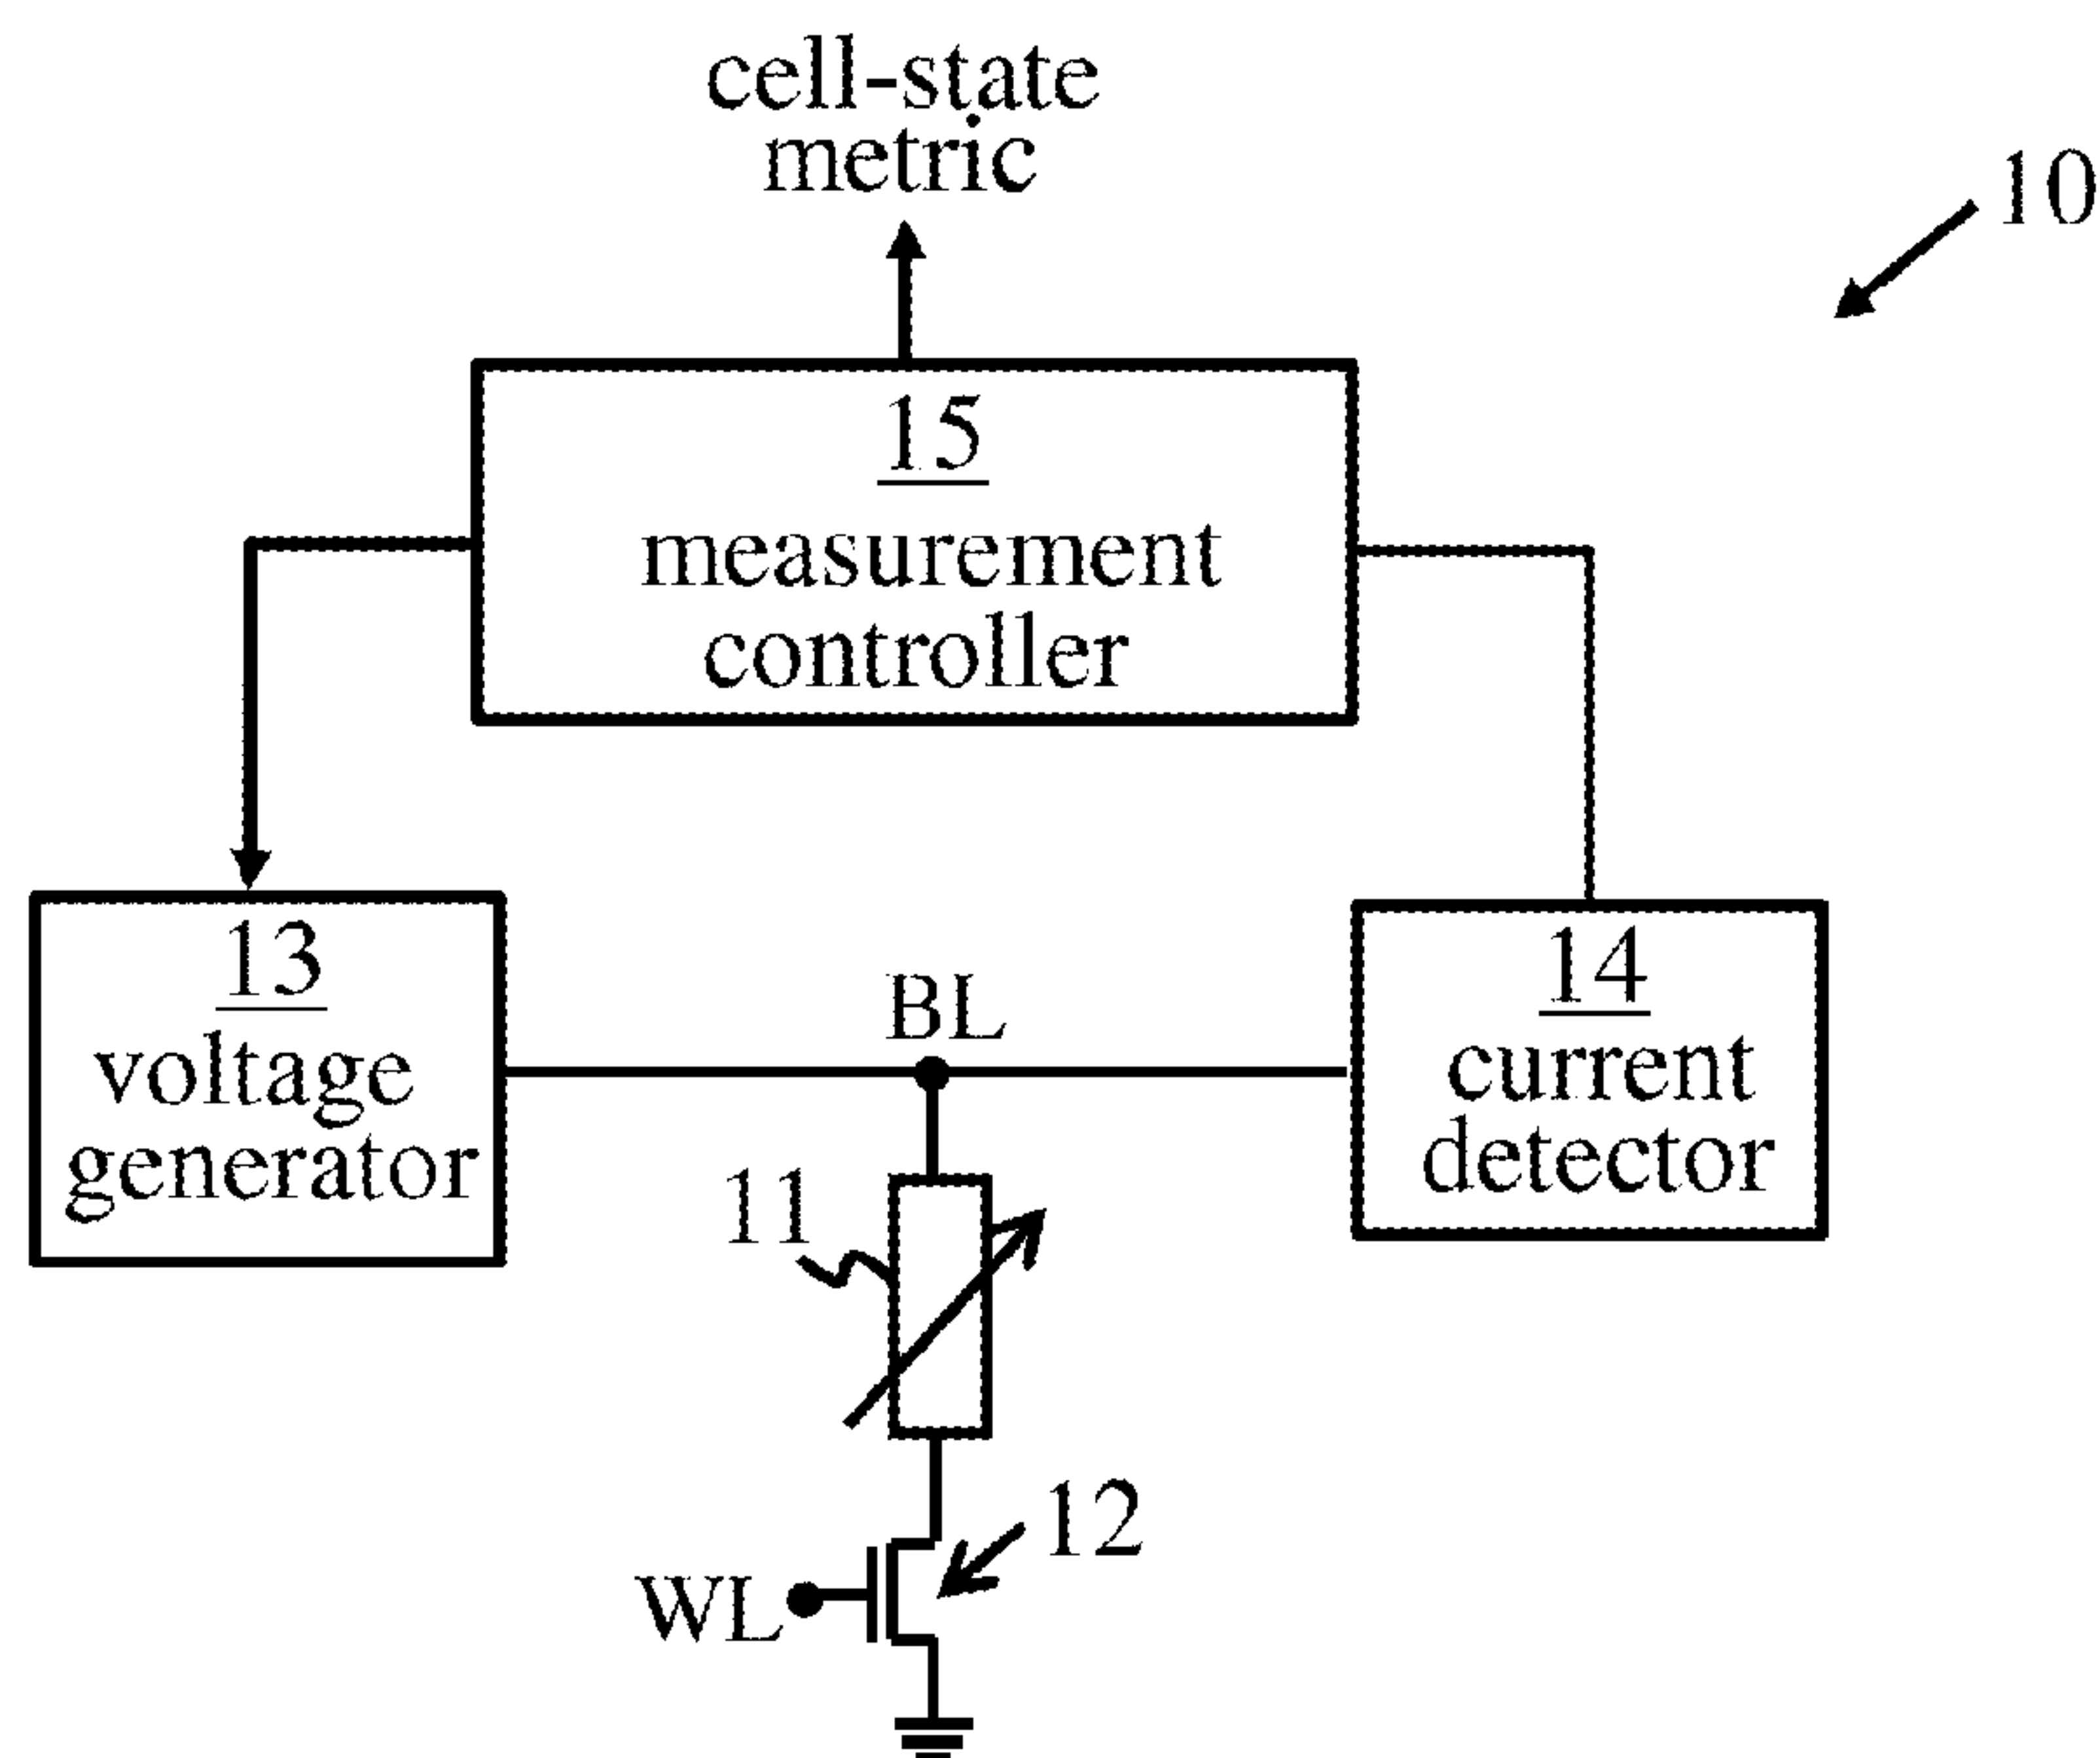 cell-state
metric
10
15
measurement
controller
13
voltage
generator
BL
14
current
detector
11
12
WL